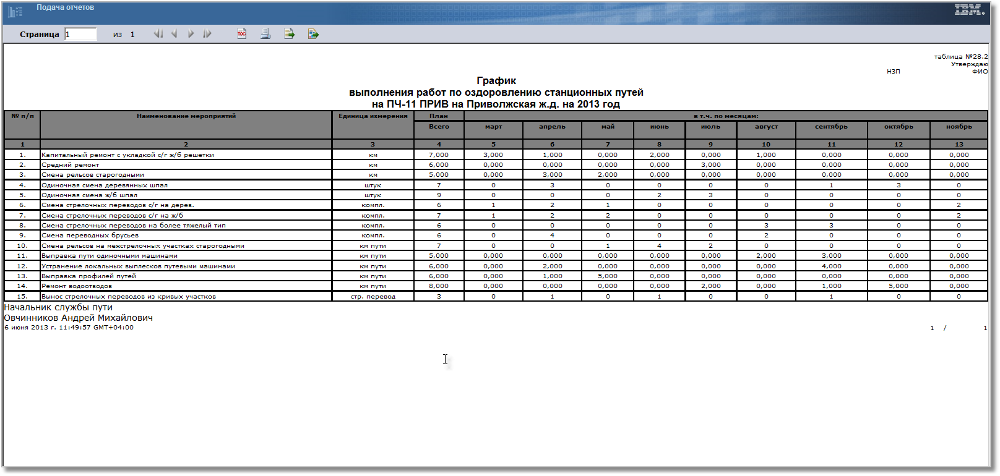 Подача отчетов
IBM.
Страница 1 из 1
TOC
таблица №28.2
Утверждаю
НЗП ФИО
График
выполнения работ по оздоровлению станционных путей
на ПЧ-11 ПРИВ на Приволжская ж.д. на 2013 год
№ п/п Наименование мероприятий Единица измерения План в т.ч. по месяцам:
Всего март апрель май июнь июль август сентябрь октябрь ноябрь
1 2 3 4 5 6 7 8 9 10 11 12 13
1. Капитальный ремонт с укладкой с/г ж/б решетки км 7,000 3,000 1,000 0,000 2,000 0,000 1,000 0,000 0,000 0,000
2. Средний ремонт км 6,000 0,000 0,000 0,000 0,000 3,000 0,000 0,000 0,000 0,000
3. Смена рельсов старогодными км 5,000 0,000 3,000 2,000 0,000 0,000 0,000 0,000 0,000 0,000
4. Одиночная смена деревянных шпал штук 7 0 3 0 0 0 0 1 3 0
5. Одиночная смена ж/б шпал штук 9 0 0 0 2 3 0 0 0 0
6. Смена стрелочных переводов с/г на дерев. компл. 6 1 2 1 0 0 0 0 0 2
7. Смена стрелочных переводов с/г на ж/б компл. 7 1 2 2 0 0 0 0 0 2
8. Смена стрелочных переводов на более тяжелый тип компл. 6 0 0 0 0 0 3 3 0 0
9. Смена переводных брусьев компл. 6 0 4 0 0 0 2 0 0 0
10. Смена рельсов на межстрелочных участках старогодными км пути 7 0 0 1 4 2 0 0 0 0
11. Выправка пути одиночными машинами км пути 5,000 0,000 0,000 0,000 0,000 0,000 2,000 3,000 0,000 0,000
12. Устранение локальных выплесков путевыми машинами км пути 6,000 0,000 2,000 0,000 0,000 0,000 0,000 4,000 0,000 0,000
13. Выправка профилей путей км пути 6,000 0,000 1,000 5,000 0,000 0,000 0,000 0,000 0,000 0,000
14. Ремонт водоотводов км пути 8,000 0,000 0,000 0,000 0,000 2,000 0,000 1,000 5,000 0,000
15. Вынос стрелочных переводов из кривых участков стр. перевод 3 0 1 0 1 0 0 1 0 0
Начальник службы пути
Овчинников Андрей Михайлович
6 июня 2013 г. 11:49:57 GMT+04:00 1 / 1